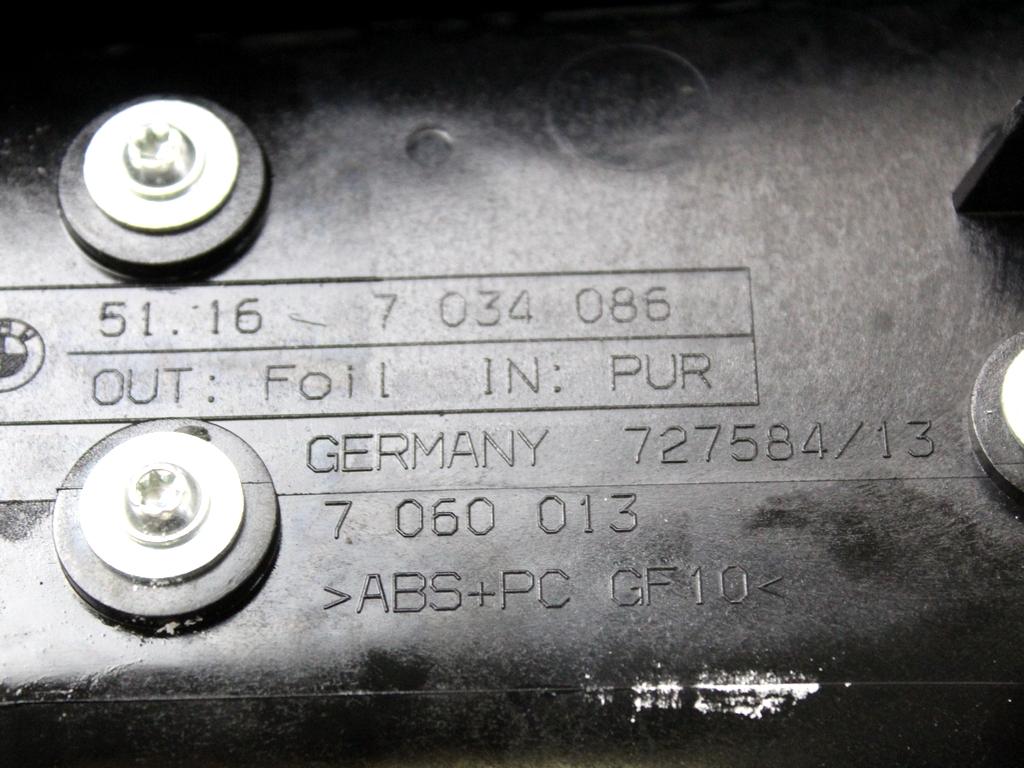 51.16 - 7 034 086
OUT: Foil IN: PUR
GERMANY 727584/13
7 060 013
>ABS+PC GF10<